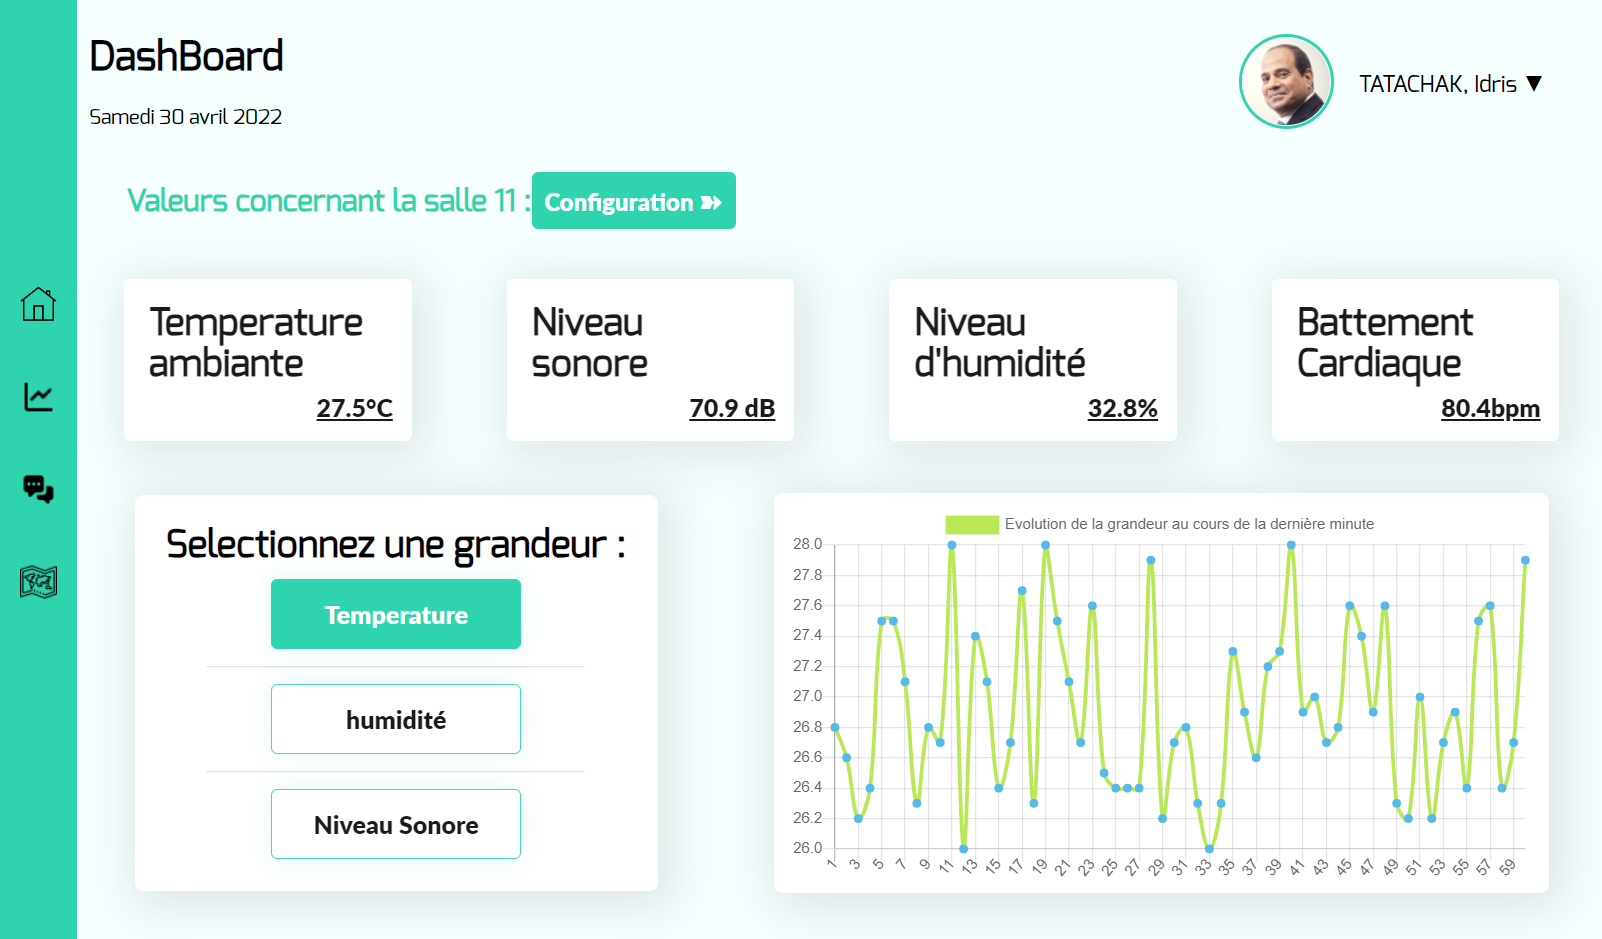 DashBoard
Samedi 30 avril 2022
TATACHAK, Idris ▼
Valeurs concernant la salle 11 :
Configuration
Temperature
ambiante
27.5°C
Niveau
sonore
70.9 dB
Niveau
d'humidité
32.8%
Battement
Cardiaque
80.4bpm
Selectionnez une grandeur :
Temperature
humidité
Niveau Sonore
Evolution de la grandeur au cours de la dernière minute
28.0
27.8
27.6
27.4
27.2
27.0
26.8
26.6
26.4
26.2
26.0
1 3 5 7 9 11 13 15 17 19 21 23 25 27 29 31 33 35 37 39 41 43 45 47 49 51 53 55 57 59